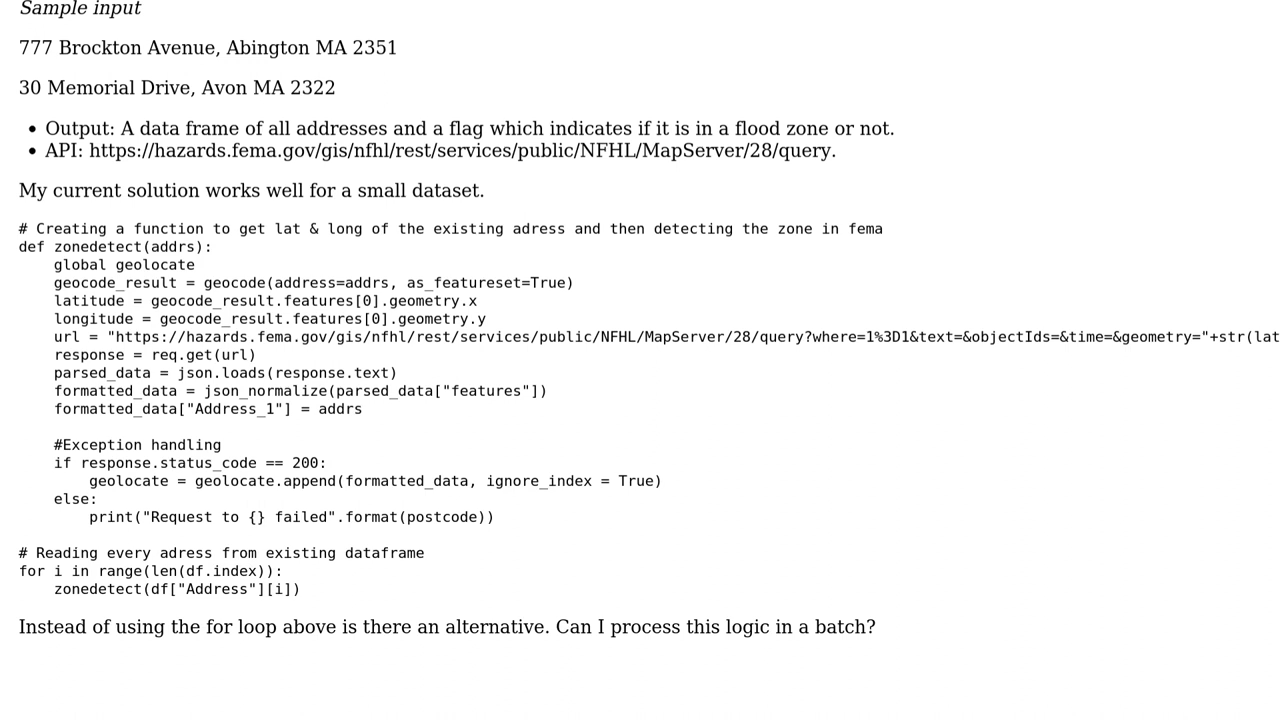 Sample input
777 Brockton Avenue, Abington MA 2351
30 Memorial Drive, Avon MA 2322
• Output: A data frame of all addresses and a flag which indicates if it is in a flood zone or not.
• API: https://hazards.fema.gov/gis/nfhl/rest/services/public/NFHL/MapServer/28/query.
My current solution works well for a small dataset.
# Creating a function to get lat & long of the existing adress and then detecting the zone in fema
def zonedetect(addrs):
    global geolocate
    geocode_result = geocode(address=addrs, as_featureset=True)
    latitude = geocode_result.features[0].geometry.x
    longitude = geocode_result.features[0].geometry.y
    url = "https://hazards.fema.gov/gis/nfhl/rest/services/public/NFHL/MapServer/28/query?where=1%3D1&text=&objectIds=&time=&geometry="+str(lat
    response = req.get(url)
    parsed_data = json.loads(response.text)
    formatted_data = json_normalize(parsed_data["features"])
    formatted_data["Address_1"] = addrs
    #Exception handling
    if response.status_code == 200:
        geolocate = geolocate.append(formatted_data, ignore_index = True)
    else:
        print("Request to {} failed".format(postcode))
# Reading every adress from existing dataframe
for i in range(len(df.index)):
    zonedetect(df["Address"][i])
Instead of using the for loop above is there an alternative. Can I process this logic in a batch?